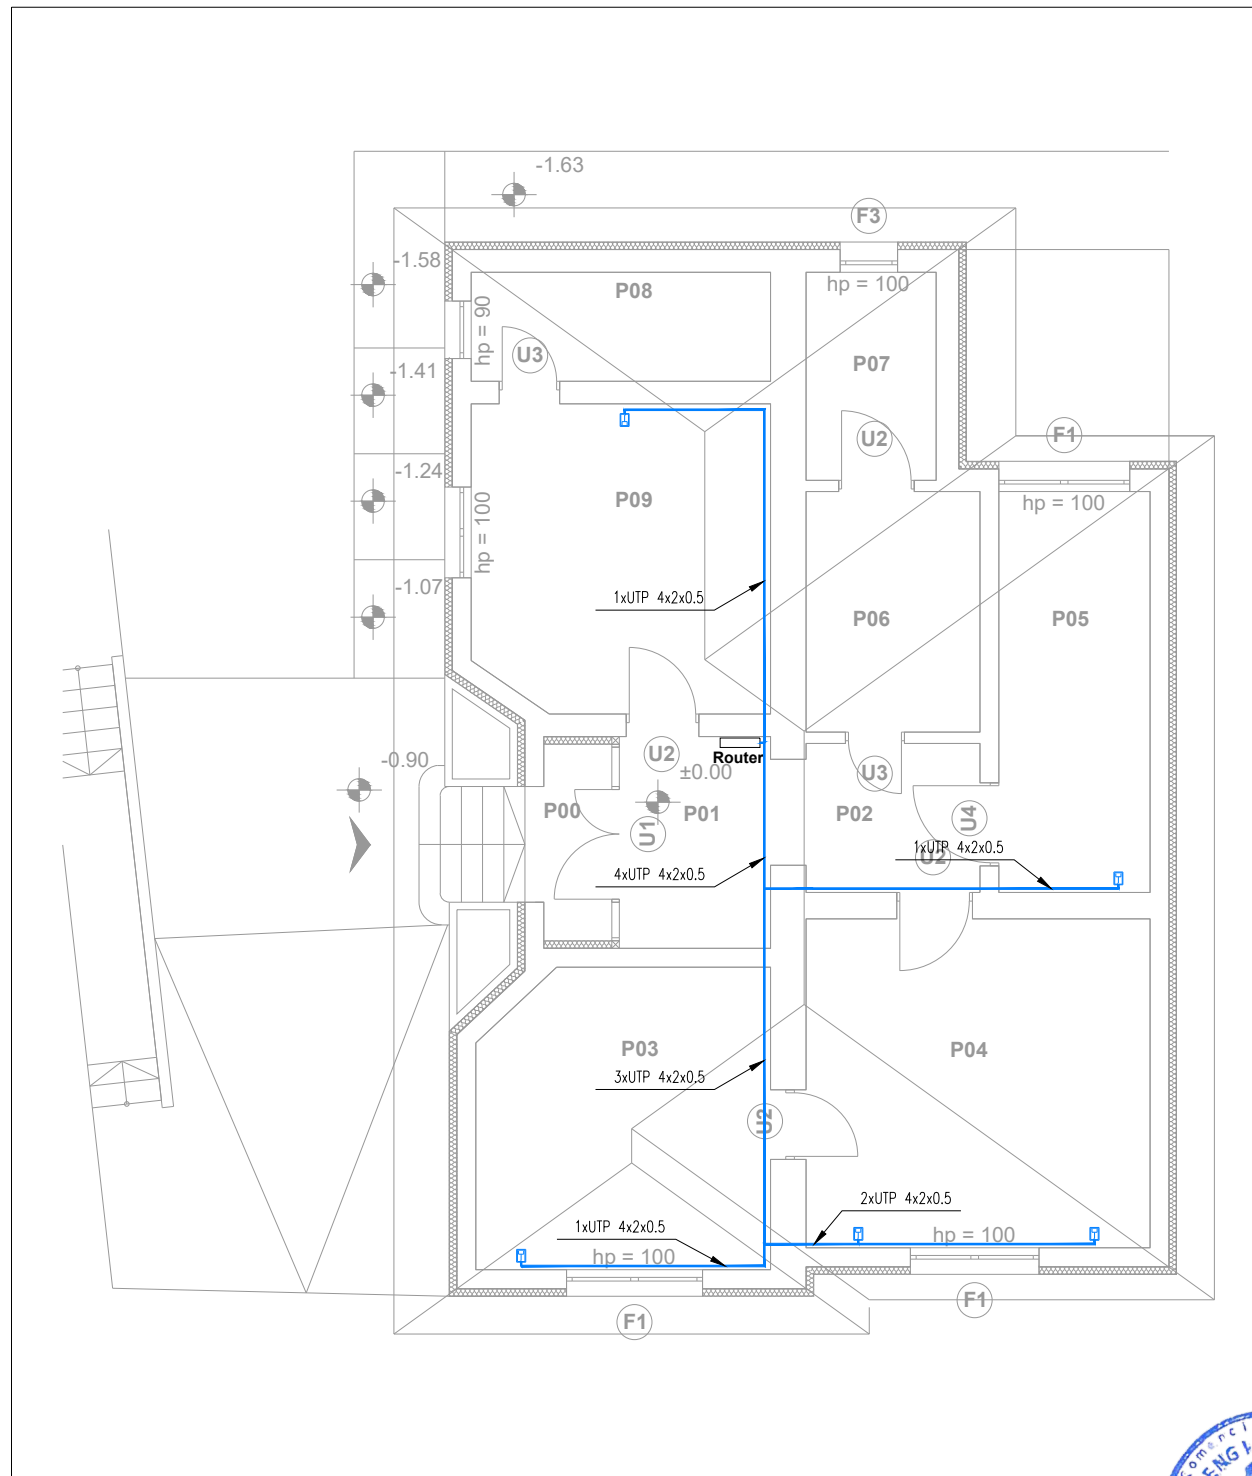 -1.63
F3
-1.58
hp = 100
P08
hp = 90
U3
P07
-1.41
U2
F1
-1.24
P09
hp = 100
hp = 100
-1.07
1xUTP 4x2x0.5
P06
P05
U2
Router
-0.90
±0.00
U3
P00
P01
P02
U4
U1
1xUTP 4x2x0.5
U2
4xUTP 4x2x0.5
P03
P04
3xUTP 4x2x0.5
U2
2xUTP 4x2x0.5
1xUTP 4x2x0.5
hp = 100
hp = 100
F1
F1